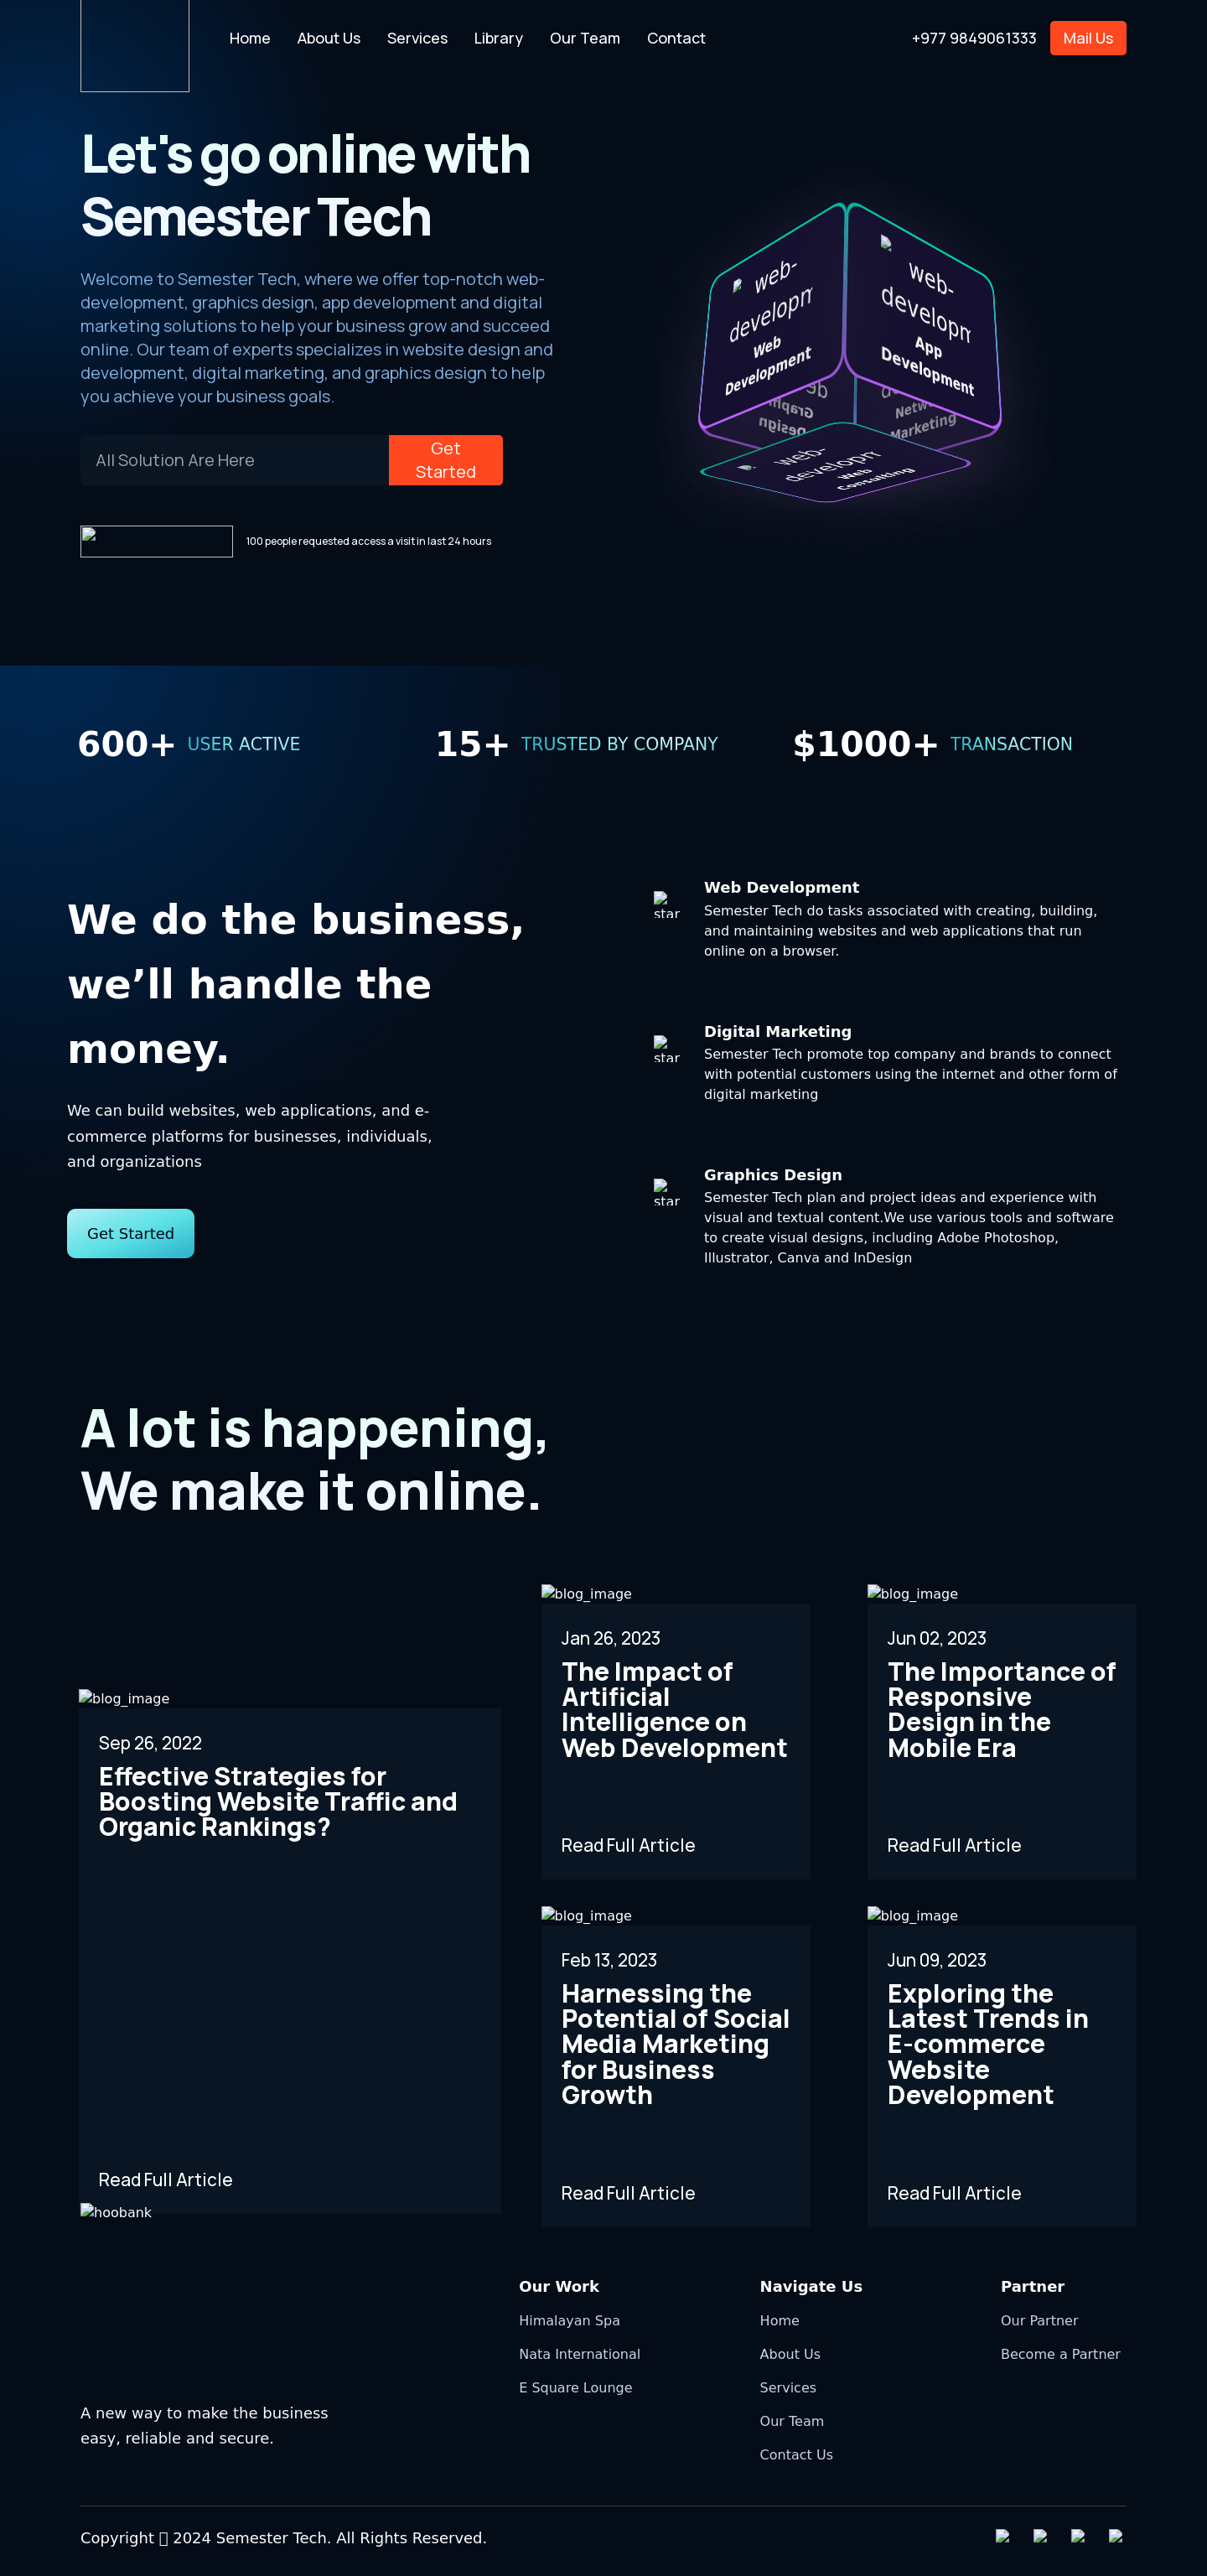 Home
About Us
Services
Library
Our Team
Contact
+977 9849061333
Mail Us
Let's go online with
Semester Tech
Welcome to Semester Tech, where we offer top-notch web-
development, graphics design, app development and digital
marketing solutions to help your business grow and succeed
online. Our team of experts specializes in website design and
development, digital marketing, and graphics design to help
you achieve your business goals.
All Solution Are Here
Get
Started
100 people requested access a visit in last 24 hours
web-
developm
Web
Development
web-
developm
App
Development
Graphi
Design
Netw
Marketing
web-
developm
Web
Consulting
600+ USER ACTIVE
15+ TRUSTED BY COMPANY
$1000+ TRANSACTION
We do the business,
we’ll handle the
money.
We can build websites, web applications, and e-
commerce platforms for businesses, individuals,
and organizations
Get Started
star
Web Development
Semester Tech do tasks associated with creating, building,
and maintaining websites and web applications that run
online on a browser.
star
Digital Marketing
Semester Tech promote top company and brands to connect
with potential customers using the internet and other form of
digital marketing
star
Graphics Design
Semester Tech plan and project ideas and experience with
visual and textual content.We use various tools and software
to create visual designs, including Adobe Photoshop,
Illustrator, Canva and InDesign
A lot is happening,
We make it online.
blog_image
Sep 26, 2022
Effective Strategies for
Boosting Website Traffic and
Organic Rankings?
Read Full Article
blog_image
Jan 26, 2023
The Impact of
Artificial
Intelligence on
Web Development
Read Full Article
blog_image
Jun 02, 2023
The Importance of
Responsive
Design in the
Mobile Era
Read Full Article
blog_image
Feb 13, 2023
Harnessing the
Potential of Social
Media Marketing
for Business
Growth
Read Full Article
blog_image
Jun 09, 2023
Exploring the
Latest Trends in
E-commerce
Website
Development
Read Full Article
hoobank
A new way to make the business
easy, reliable and secure.
Our Work
Himalayan Spa
Nata International
E Square Lounge
Navigate Us
Home
About Us
Services
Our Team
Contact Us
Partner
Our Partner
Become a Partner
Copyright 2024 Semester Tech. All Rights Reserved.